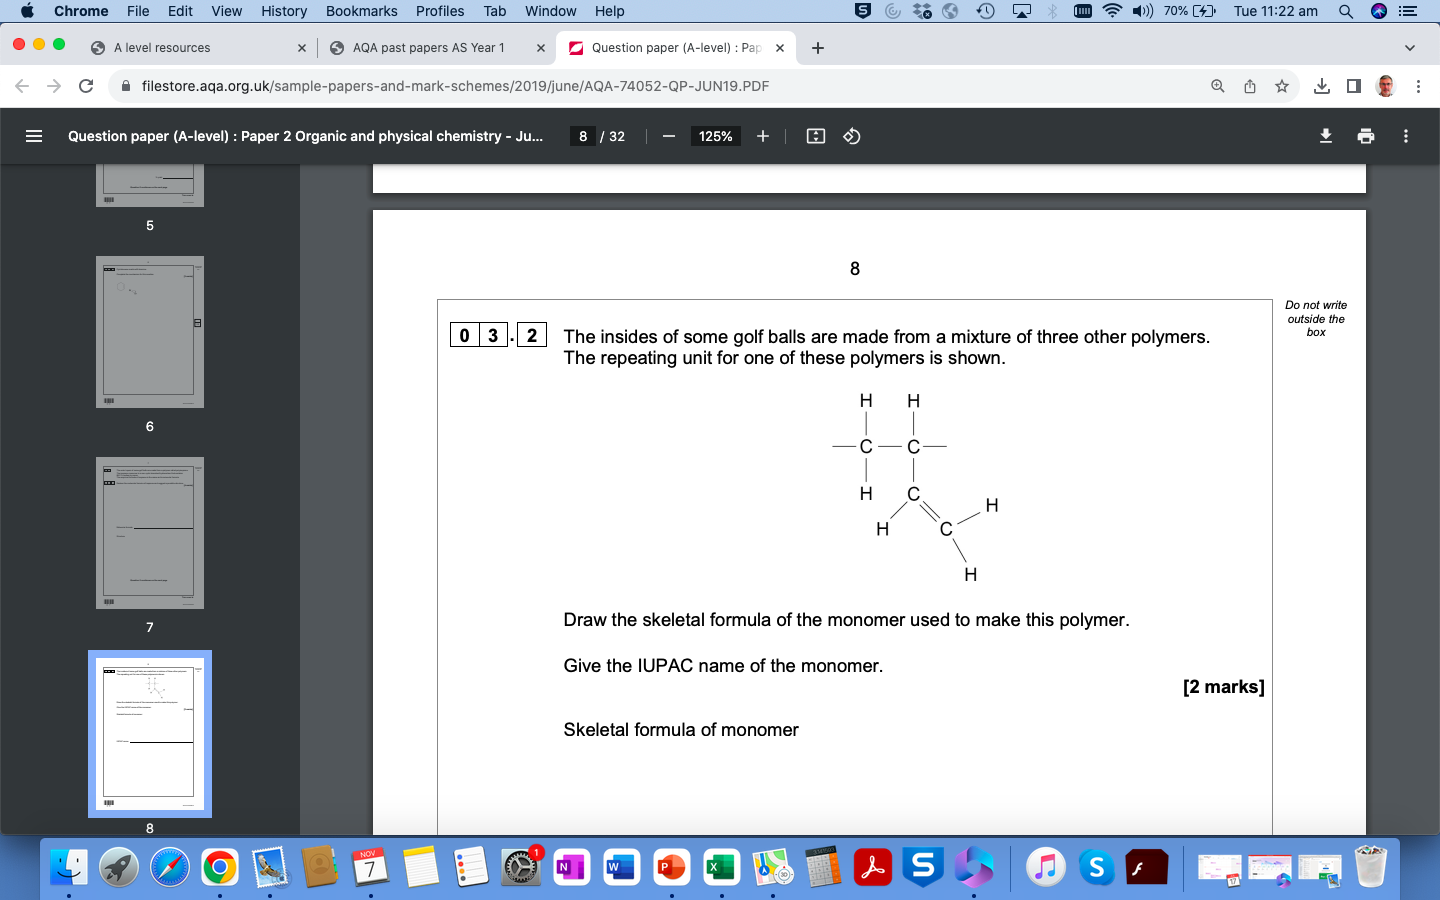 Chrome File Edit View History Bookmarks Profiles Tab Window Help 70% Tue 11:22 am
A level resources AQA past papers AS Year 1 Question paper (A-level) : Pap
filestore.aqa.org.uk/sample-papers-and-mark-schemes/2019/june/AQA-74052-QP-JUN19.PDF
Question paper (A-level) : Paper 2 Organic and physical chemistry - Ju... 8 / 32 125%
5
6
7
8
8
Do not write
outside the
box
0 3 . 2 The insides of some golf balls are made from a mixture of three other polymers.
The repeating unit for one of these polymers is shown.
H H
C C
H C H
H C
H
Draw the skeletal formula of the monomer used to make this polymer.
Give the IUPAC name of the monomer.
[2 marks]
Skeletal formula of monomer
NOV
7
1